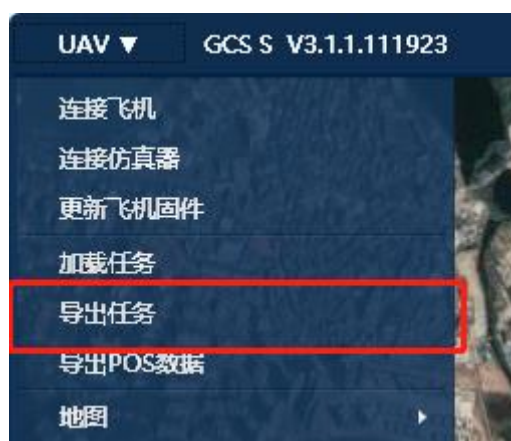 UAV ▼ GCS S V3.1.1.111923
连接飞机
连接仿真器
更新飞机固件
加载任务
导出任务
导出POS数据
地图